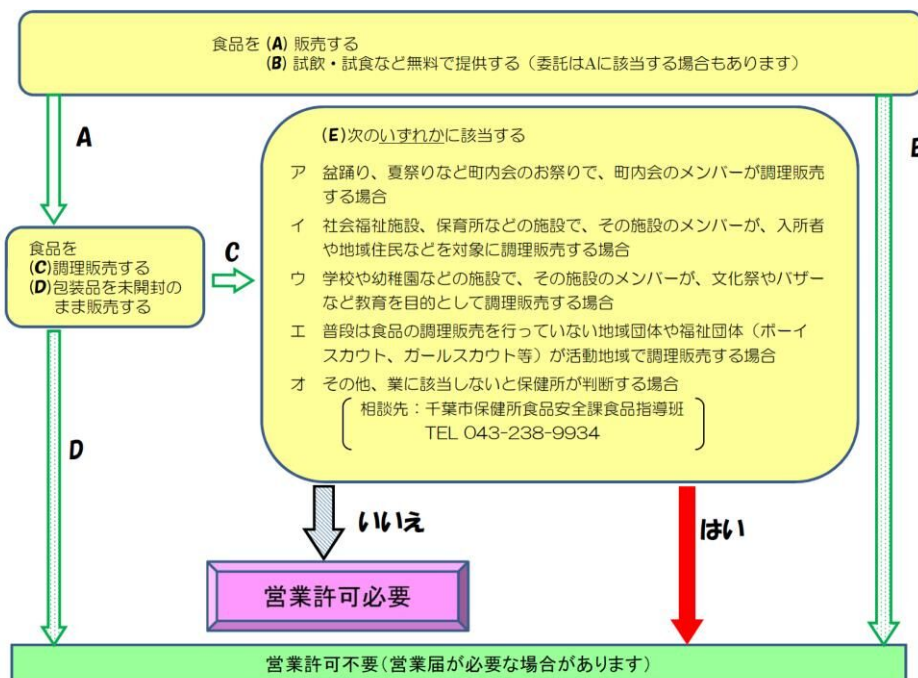 食品を(A)販売する
(B)試飲・試食など無料で提供する（委託はAに該当する場合もあります）
A
B
(E)次のいずれかに該当する
ア　盆踊り、夏祭りなど町内会のお祭りで、町内会のメンバーが調理販売
する場合
イ　社会福祉施設、保育所などの施設で、その施設のメンバーが、入所者
や地域住民などを対象に調理販売する場合
ウ　学校や幼稚園などの施設で、その施設のメンバーが、文化祭やバザー
など教育を目的として調理販売する場合
エ　普段は食品の調理販売を行っていない地域団体や福祉団体（ボーイ
スカウト、ガールスカウト等）が活動地域で調理販売する場合
オ　その他、業に該当しないと保健所が判断する場合
相談先：千葉市保健所食品安全課食品指導班
TEL 043-238-9934
食品を
(C)調理販売する
(D)包装品を未開封の
まま販売する
C
D
いいえ
はい
営業許可必要
営業許可不要(営業届が必要な場合があります)